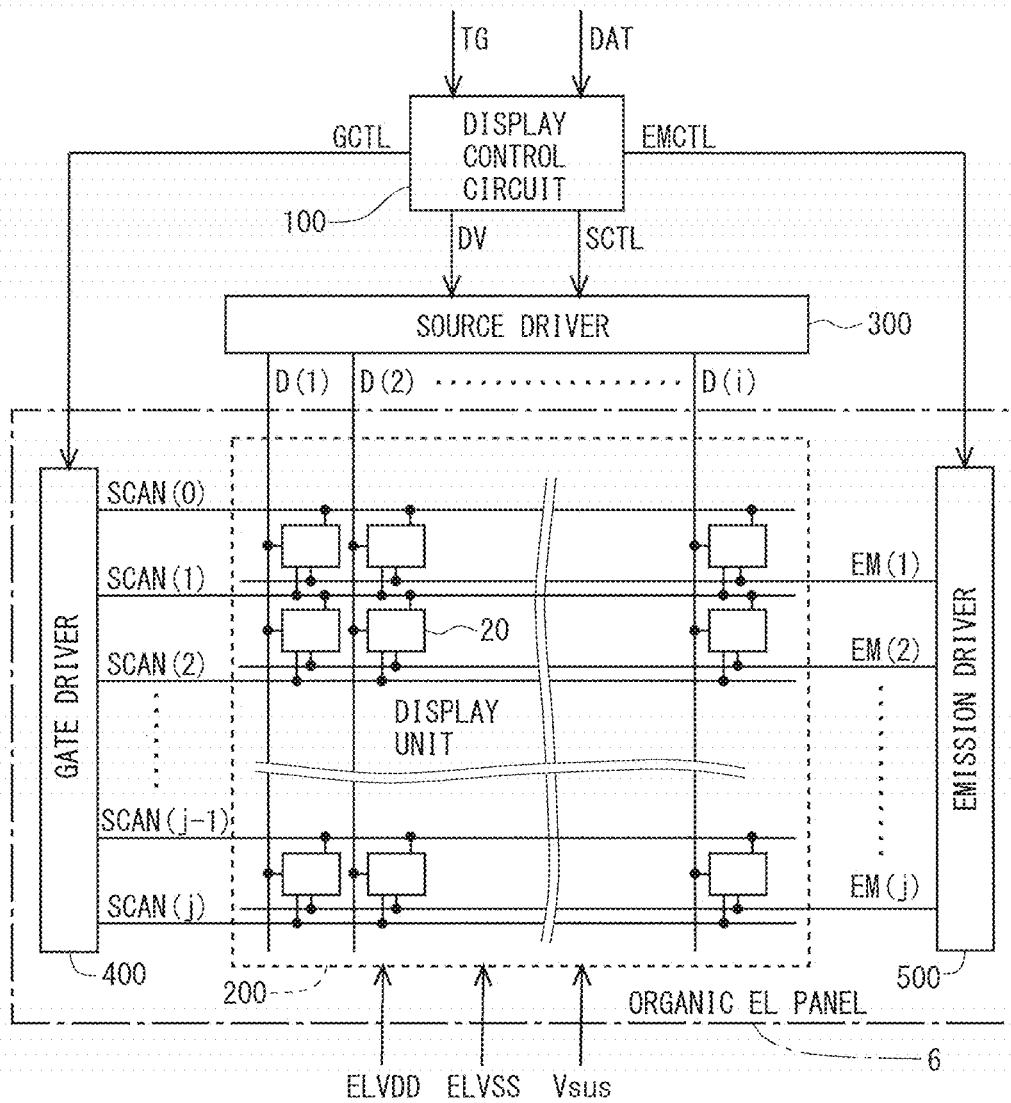 TG
DAT
GCTL
DISPLAY
CONTROL
CIRCUIT
EMCTL
100
DV
SCTL
SOURCE DRIVER
300
D(1)
D(2)
D(i)
SCAN(0)
SCAN(1)
EM(1)
20
SCAN(2)
EM(2)
GATE DRIVER
DISPLAY
UNIT
EMISSION DRIVER
SCAN(j-1)
SCAN(j)
EM(j)
400
200
500
ORGANIC EL PANEL
6
ELVDD
ELVSS
Vsus